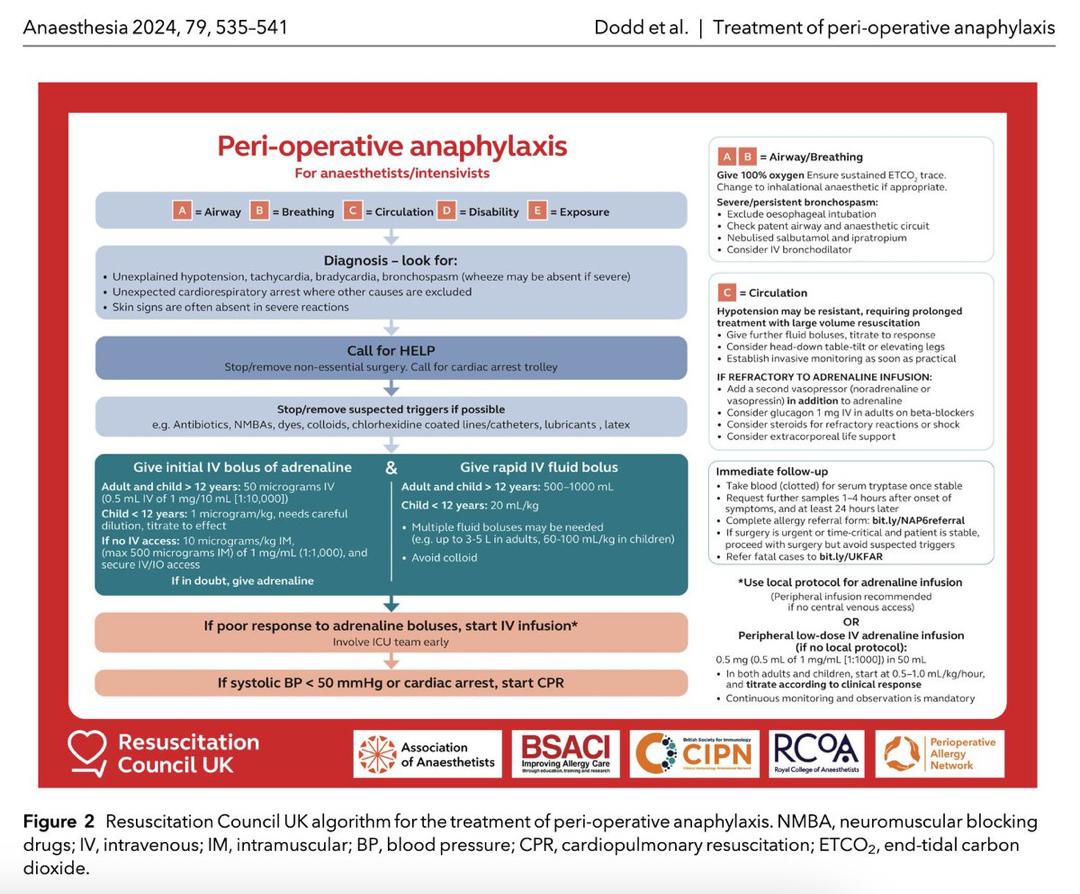 Anaesthesia 2024, 79, 535–541
Dodd et al. | Treatment of peri-operative anaphylaxis
Peri-operative anaphylaxis
For anaesthetists/intensivists
A = Airway B = Breathing C = Circulation D = Disability E = Exposure
Diagnosis – look for:
• Unexplained hypotension, tachycardia, bradycardia, bronchospasm (wheeze may be absent if severe)
• Unexpected cardiorespiratory arrest where other causes are excluded
• Skin signs are often absent in severe reactions
Call for HELP
Stop/remove non-essential surgery. Call for cardiac arrest trolley
Stop/remove suspected triggers if possible
e.g. Antibiotics, NMBAs, dyes, colloids, chlorhexidine coated lines/catheters, lubricants , latex
Give initial IV bolus of adrenaline
Adult and child > 12 years: 50 micrograms IV
(0.5 mL IV of 1 mg/10 mL [1:10,000])
Child < 12 years: 1 microgram/kg, needs careful
dilution, titrate to effect
If no IV access: 10 micrograms/kg IM,
(max 500 micrograms IM) of 1 mg/mL (1:1,000), and
secure IV/IO access
If in doubt, give adrenaline
&
Give rapid IV fluid bolus
Adult and child > 12 years: 500–1000 mL
Child < 12 years: 20 mL/kg
• Multiple fluid boluses may be needed
(e.g. up to 3-5 L in adults, 60-100 mL/kg in children)
• Avoid colloid
If poor response to adrenaline boluses, start IV infusion*
Involve ICU team early
If systolic BP < 50 mmHg or cardiac arrest, start CPR
A B = Airway/Breathing
Give 100% oxygen Ensure sustained ETCO₂ trace.
Change to inhalational anaesthetic if appropriate.
Severe/persistent bronchospasm:
• Exclude oesophageal intubation
• Check patent airway and anaesthetic circuit
• Nebulised salbutamol and ipratropium
• Consider IV bronchodilator
C = Circulation
Hypotension may be resistant, requiring prolonged
treatment with large volume resuscitation
• Give further fluid boluses, titrate to response
• Consider head-down table-tilt or elevating legs
• Establish invasive monitoring as soon as practical
IF REFRACTORY TO ADRENALINE INFUSION:
• Add a second vasopressor (noradrenaline or
vasopressin) in addition to adrenaline
• Consider glucagon 1 mg IV in adults on beta-blockers
• Consider steroids for refractory reactions or shock
• Consider extracorporeal life support
Immediate follow-up
• Take blood (clotted) for serum tryptase once stable
• Request further samples 1–4 hours after onset of
symptoms, and at least 24 hours later
• Complete allergy referral form: bit.ly/NAP6referral
• If surgery is urgent or time-critical and patient is stable,
proceed with surgery but avoid suspected triggers
• Refer fatal cases to bit.ly/UKFAR
*Use local protocol for adrenaline infusion
(Peripheral infusion recommended
if no central venous access)
OR
Peripheral low-dose IV adrenaline infusion
(if no local protocol):
0.5 mg (0.5 mL of 1 mg/mL [1:1000]) in 50 mL
• In both adults and children, start at 0.5–1.0 mL/kg/hour,
and titrate according to clinical response
• Continuous monitoring and observation is mandatory
Resuscitation
Council UK
Association
of Anaesthetists
BSACI
Improving Allergy Care
through education, training and research
British Society for Immunology
CIPN
Clinical Immunology Professional Network
RCOA
Royal College of Anaesthetists
Perioperative
Allergy
Network
Figure 2 Resuscitation Council UK algorithm for the treatment of peri-operative anaphylaxis. NMBA, neuromuscular blocking
drugs; IV, intravenous; IM, intramuscular; BP, blood pressure; CPR, cardiopulmonary resuscitation; ETCO₂, end-tidal carbon
dioxide.